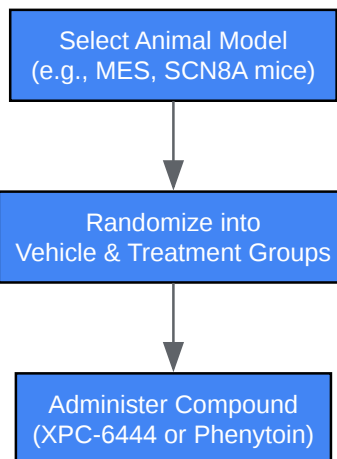 Select Animal Model
(e.g., MES, SCN8A mice)
Randomize into
Vehicle & Treatment Groups
Administer Compound
(XPC-6444 or Phenytoin)